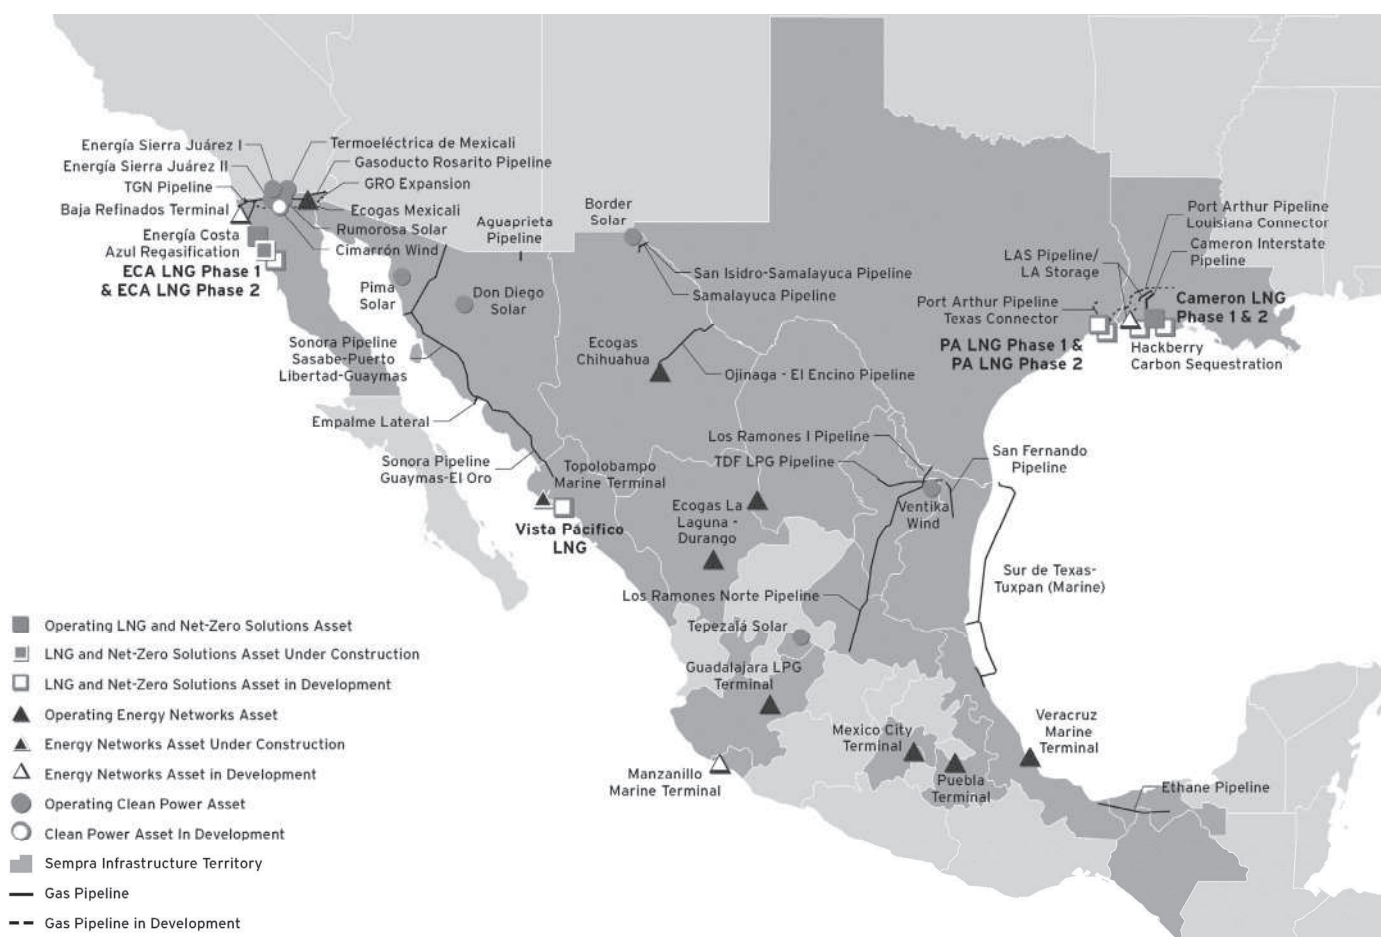 Energía Sierra Juárez I
Energía Sierra Juárez II
TGN Pipeline
Baja Refinados Terminal
Energía Costa
Azul Regasification
ECA LNG Phase 1
& ECA LNG Phase 2
Termoeléctrica de Mexicali
Gasoducto Rosarito Pipeline
GRO Expansion
Ecogas Mexicali
Rumorosa Solar
Cimarrón Wind
Aguaprieta
Pipeline
Border
Solar
San Isidro-Samalayuca Pipeline
Samalayuca Pipeline
Port Arthur Pipeline
Louisiana Connector
Cameron Interstate
Pipeline
LAS Pipeline/
LA Storage
Port Arthur Pipeline
Texas Connector
Cameron LNG
Phase 1 & 2
PA LNG Phase 1 &
PA LNG Phase 2
Hackberry
Carbon Sequestration
Pima
Solar
Don Diego
Solar
Sonora Pipeline
Sasabe-Puerto
Libertad-Guaymas
Ecogas
Chihuahua
Ojinaga - El Encino Pipeline
Empalme Lateral
Sonora Pipeline
Guaymas-El Oro
Topolobampo
Marine Terminal
Vista Pacífico
LNG
Los Ramones I Pipeline
TDF LPG Pipeline
San Fernando
Pipeline
Ventika
Wind
Ecogas La
Laguna -
Durango
Sur de Texas-
Tuxpan (Marine)
Los Ramones Norte Pipeline
Tepezalá Solar
Guadalajara LPG
Terminal
Mexico City
Terminal
Veracruz
Marine
Terminal
Manzanillo
Marine Terminal
Puebla
Terminal
Ethane Pipeline
Operating LNG and Net-Zero Solutions Asset
LNG and Net-Zero Solutions Asset Under Construction
LNG and Net-Zero Solutions Asset in Development
Operating Energy Networks Asset
Energy Networks Asset Under Construction
Energy Networks Asset in Development
Operating Clean Power Asset
Clean Power Asset In Development
Sempra Infrastructure Territory
Gas Pipeline
Gas Pipeline in Development